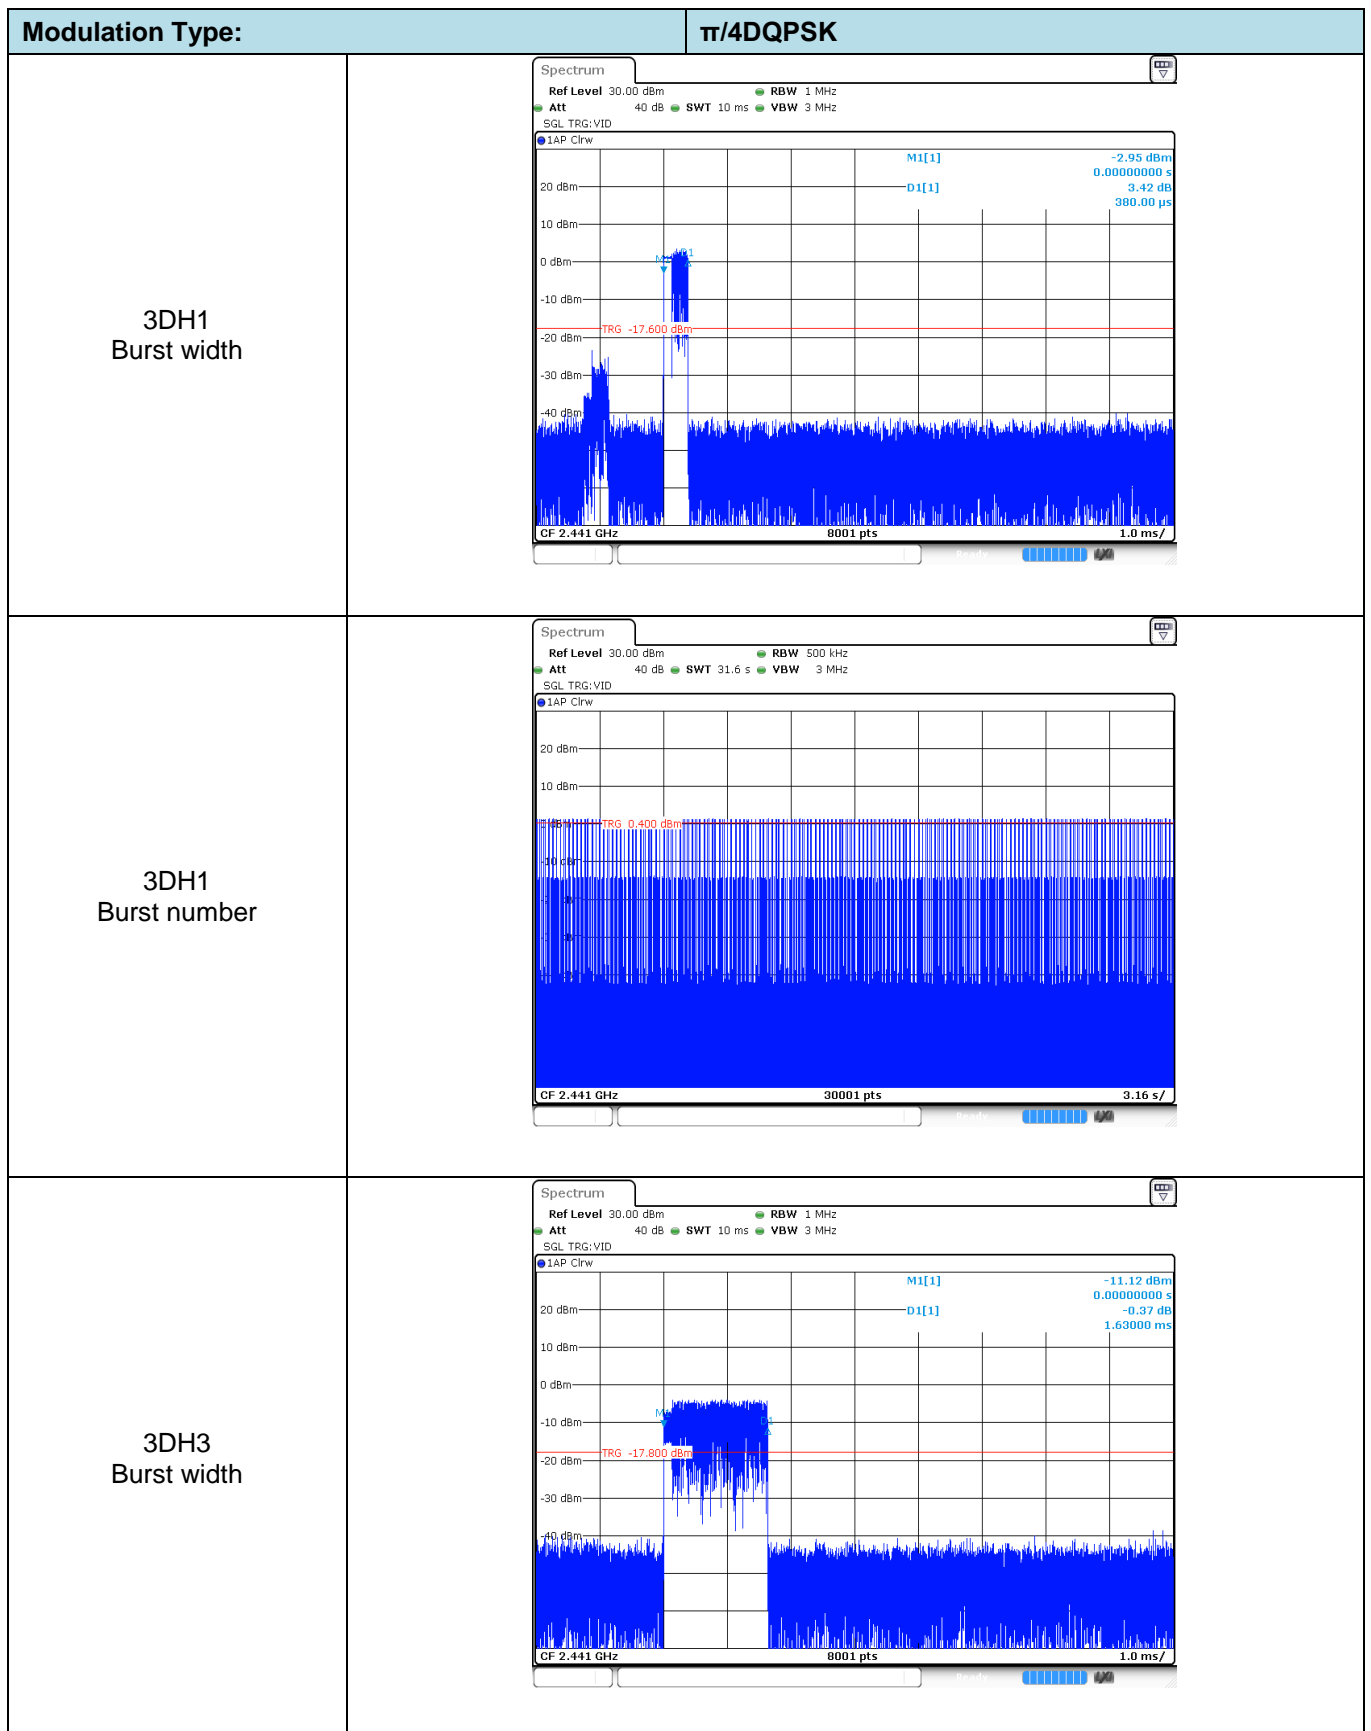 Modulation Type: π/4DQPSK
3DH1
Burst width
Spectrum
Ref Level 30.00 dBm RBW 1 MHz
Att 40 dB SWT 10 ms VBW 3 MHz
SGL TRG:VID
1AP Clrw
M1[1] -2.95 dBm
0.00000000 s
20 dBm D1[1] 3.42 dB
380.00 µs
10 dBm
M1 D1
0 dBm
-10 dBm
TRG -17.600 dBm
-20 dBm
-30 dBm
-40 dBm
CF 2.441 GHz 8001 pts 1.0 ms/
Ready
3DH1
Burst number
Spectrum
Ref Level 30.00 dBm RBW 500 kHz
Att 40 dB SWT 31.6 s VBW 3 MHz
SGL TRG:VID
1AP Clrw
20 dBm
10 dBm
TRG 0.400 dBm
CF 2.441 GHz 30001 pts 3.16 s/
Ready
3DH3
Burst width
Spectrum
Ref Level 30.00 dBm RBW 1 MHz
Att 40 dB SWT 10 ms VBW 3 MHz
SGL TRG:VID
1AP Clrw
M1[1] -11.12 dBm
0.00000000 s
20 dBm D1[1] -0.37 dB
1.63000 ms
10 dBm
0 dBm
M1 D1
-10 dBm
TRG -17.800 dBm
-20 dBm
-30 dBm
-40 dBm
CF 2.441 GHz 8001 pts 1.0 ms/
Ready